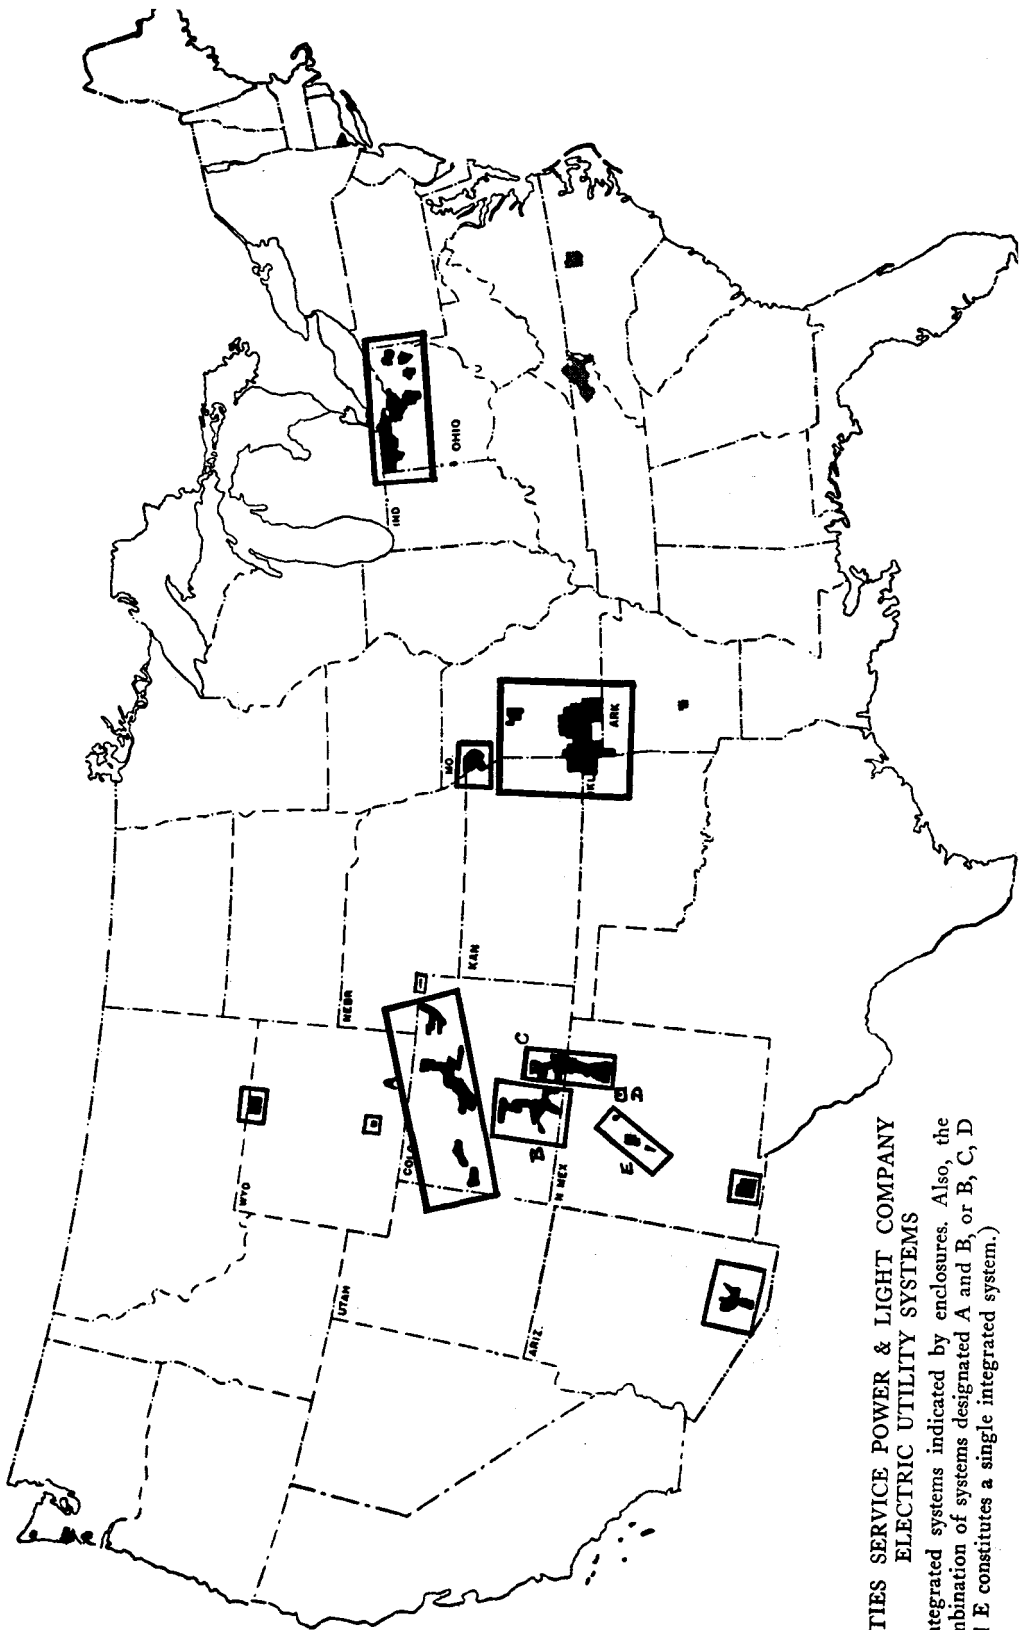 TIES SERVICE POWER & LIGHT COMPANY
ELECTRIC UTILITY SYSTEMS
ntegrated systems indicated by enclosures. Also, the
nbination of systems designated A and B, or B, C, D
E constitutes a single integrated system.)
WYO
NEBR
UTAH
COLO
A
KAN
MO
IND
OHIO
C
B
N MEX
ARIZ.
OKL
ARK
E
A